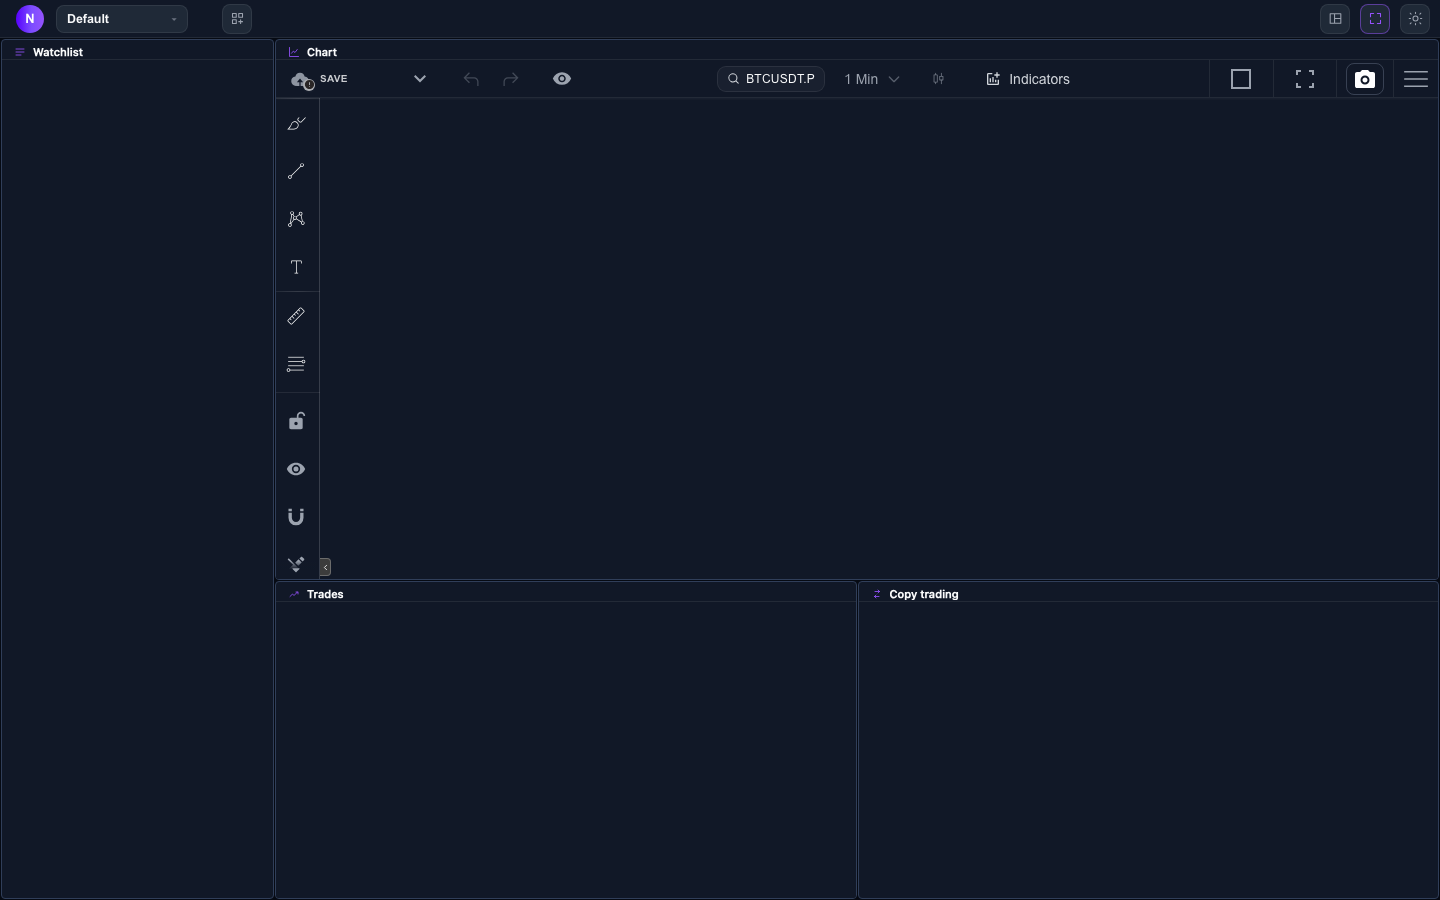 N
Default
Watchlist
Chart
SAVE
BTCUSDT.P
1 Min
Indicators
Trades
Copy trading